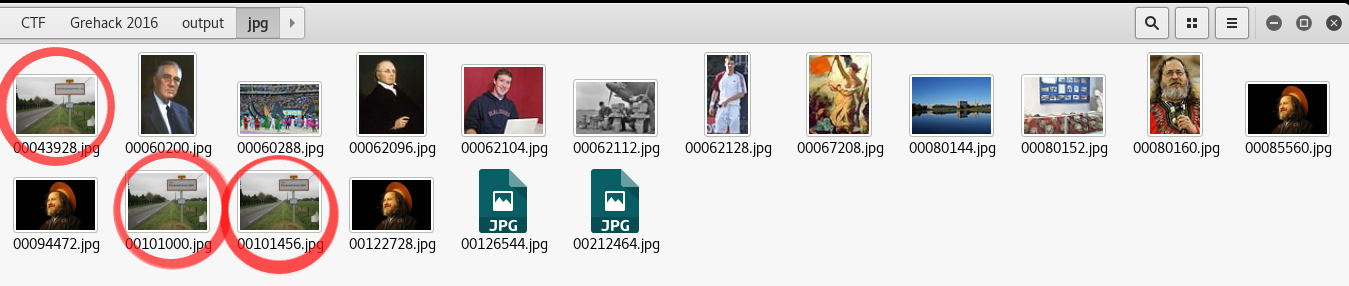 CTF Grehack 2016 output jpg
00043928.jpg 00060200.jpg 00060288.jpg 00062096.jpg 00062104.jpg 00062112.jpg 00062128.jpg 00067208.jpg 00080144.jpg 00080152.jpg 00080160.jpg 00085560.jpg
JPG JPG
00094472.jpg 00101000.jpg 00101456.jpg 00122728.jpg 00126544.jpg 00212464.jpg